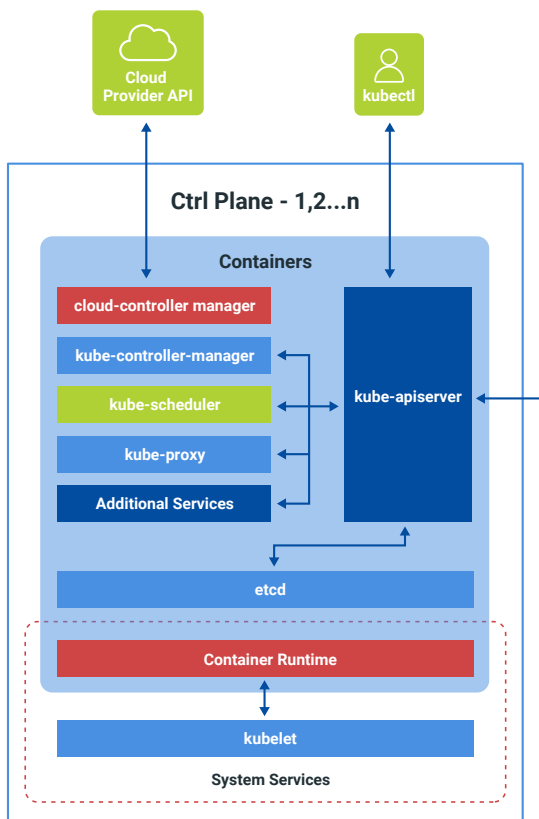 Cloud
Provider API
kubectl
Ctrl Plane - 1,2...n
Containers
cloud-controller manager
kube-controller-manager
kube-scheduler
kube-proxy
Additional Services
kube-apiserver
etcd
Container Runtime
kubelet
System Services